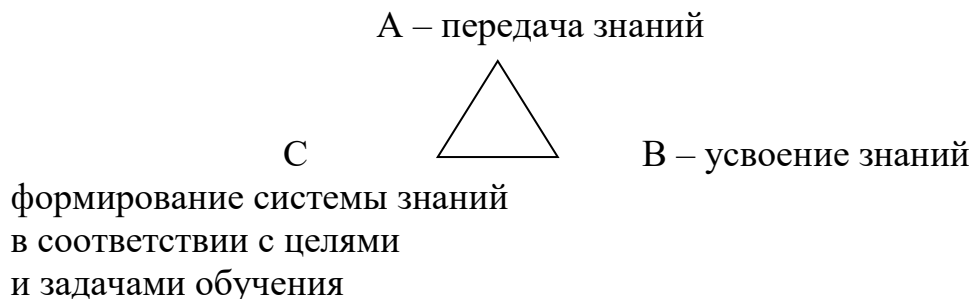 А – передача знаний
С
В – усвоение знаний
формирование системы знаний
в соответствии с целями
и задачами обучения